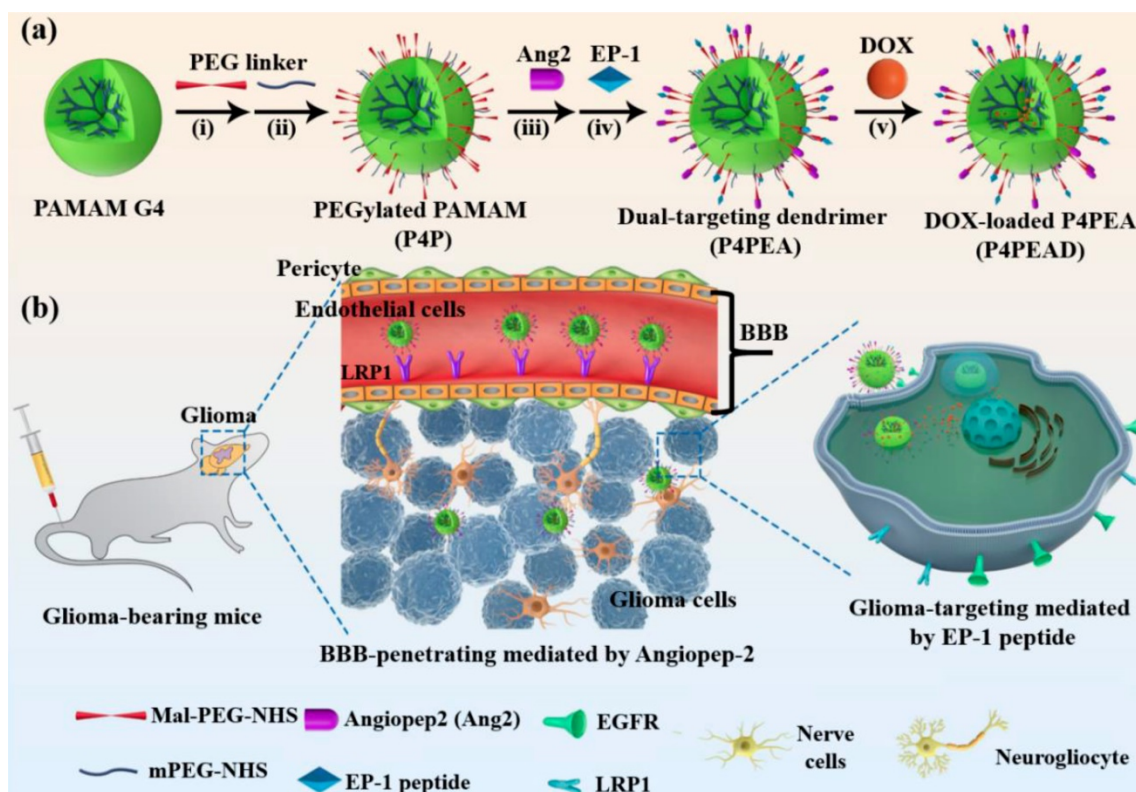 (a)
PEG linker
Ang2
EP-1
DOX
(i)
(ii)
(iii)
(iv)
(v)
PAMAM G4
PEGylated PAMAM
(P4P)
Dual-targeting dendrimer
(P4PEA)
DOX-loaded P4PEA
(P4PEAD)
(b)
Pericyte
Endothelial cells
LRP1
BBB
Glioma
Glioma cells
Glioma-bearing mice
BBB-penetrating mediated by Angiopep-2
Glioma-targeting mediated
by EP-1 peptide
Mal-PEG-NHS
Angiopep2 (Ang2)
EGFR
Nerve
cells
Neurogliocyte
mPEG-NHS
EP-1 peptide
LRP1